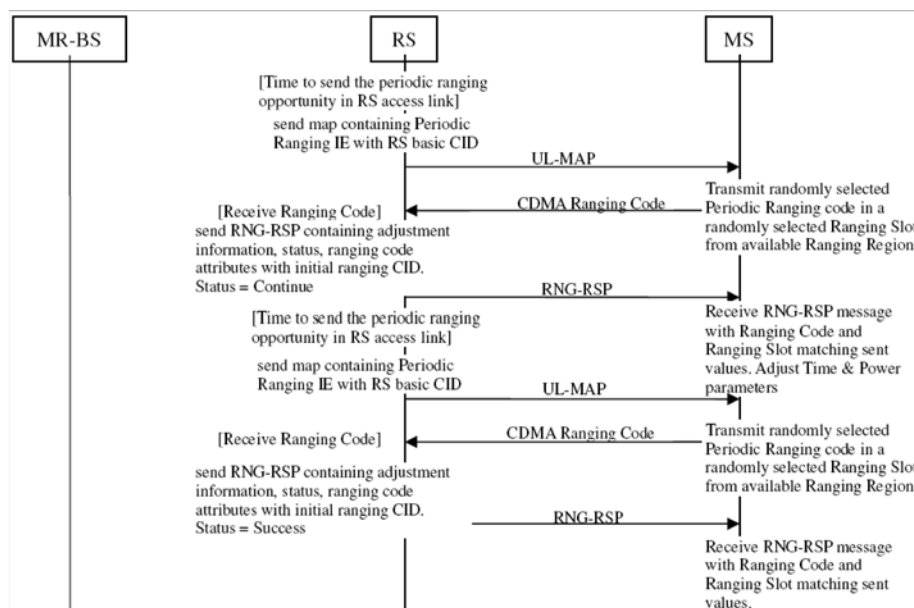 MR-BS
RS
MS
[Time to send the periodic ranging
opportunity in RS access link]
send map containing Periodic
Ranging IE with RS basic CID
UL-MAP
Transmit randomly selected
Periodic Ranging code in a
randomly selected Ranging Slot
from available Ranging Region
CDMA Ranging Code
[Receive Ranging Code]
send RNG-RSP containing adjustment
information, status, ranging code
attributes with initial ranging CID.
Status = Continue
RNG-RSP
Receive RNG-RSP message
with Ranging Code and
Ranging Slot matching sent
values. Adjust Time & Power
parameters
[Time to send the periodic ranging
opportunity in RS access link]
send map containing Periodic
Ranging IE with RS basic CID
UL-MAP
Transmit randomly selected
Periodic Ranging code in a
randomly selected Ranging Slot
from available Ranging Region
CDMA Ranging Code
[Receive Ranging Code]
send RNG-RSP containing adjustment
information, status, ranging code
attributes with initial ranging CID.
Status = Success
RNG-RSP
Receive RNG-RSP message
with Ranging Code and
Ranging Slot matching sent
values.